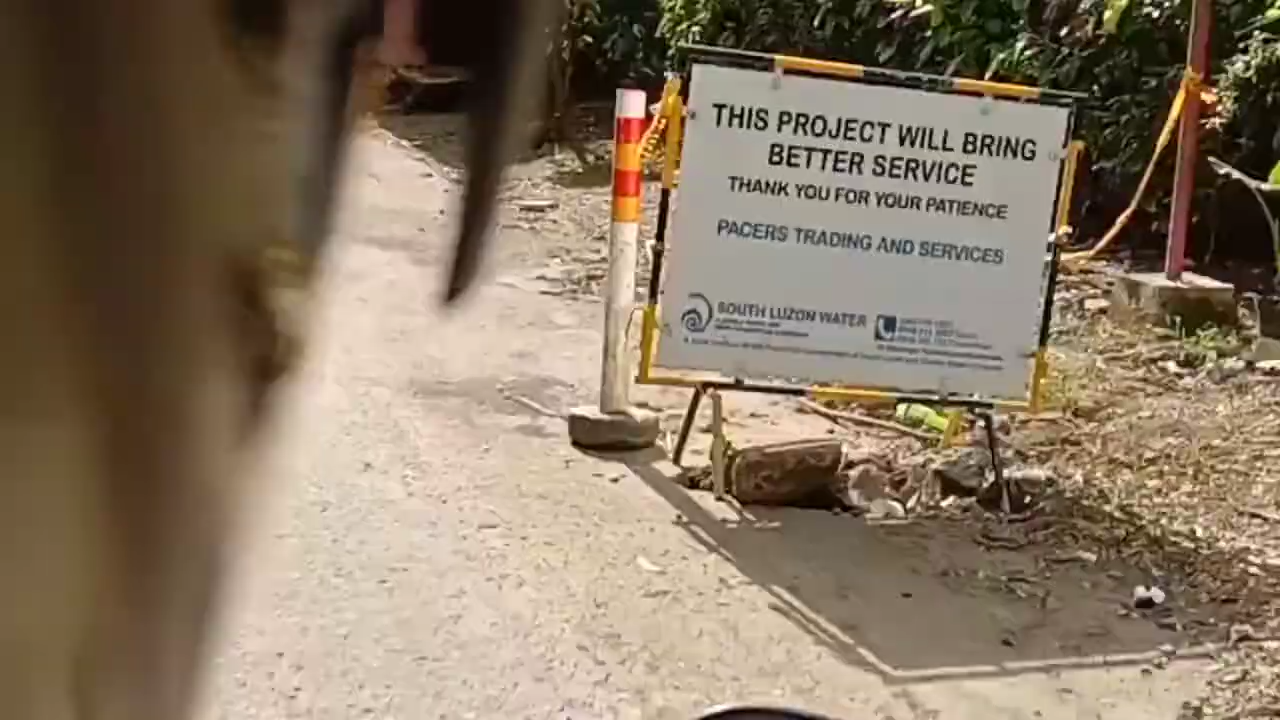 THIS PROJECT WILL BRING
BETTER SERVICE
THANK YOU FOR YOUR PATIENCE
PACERS TRADING AND SERVICES
SOUTH LUZON WATER